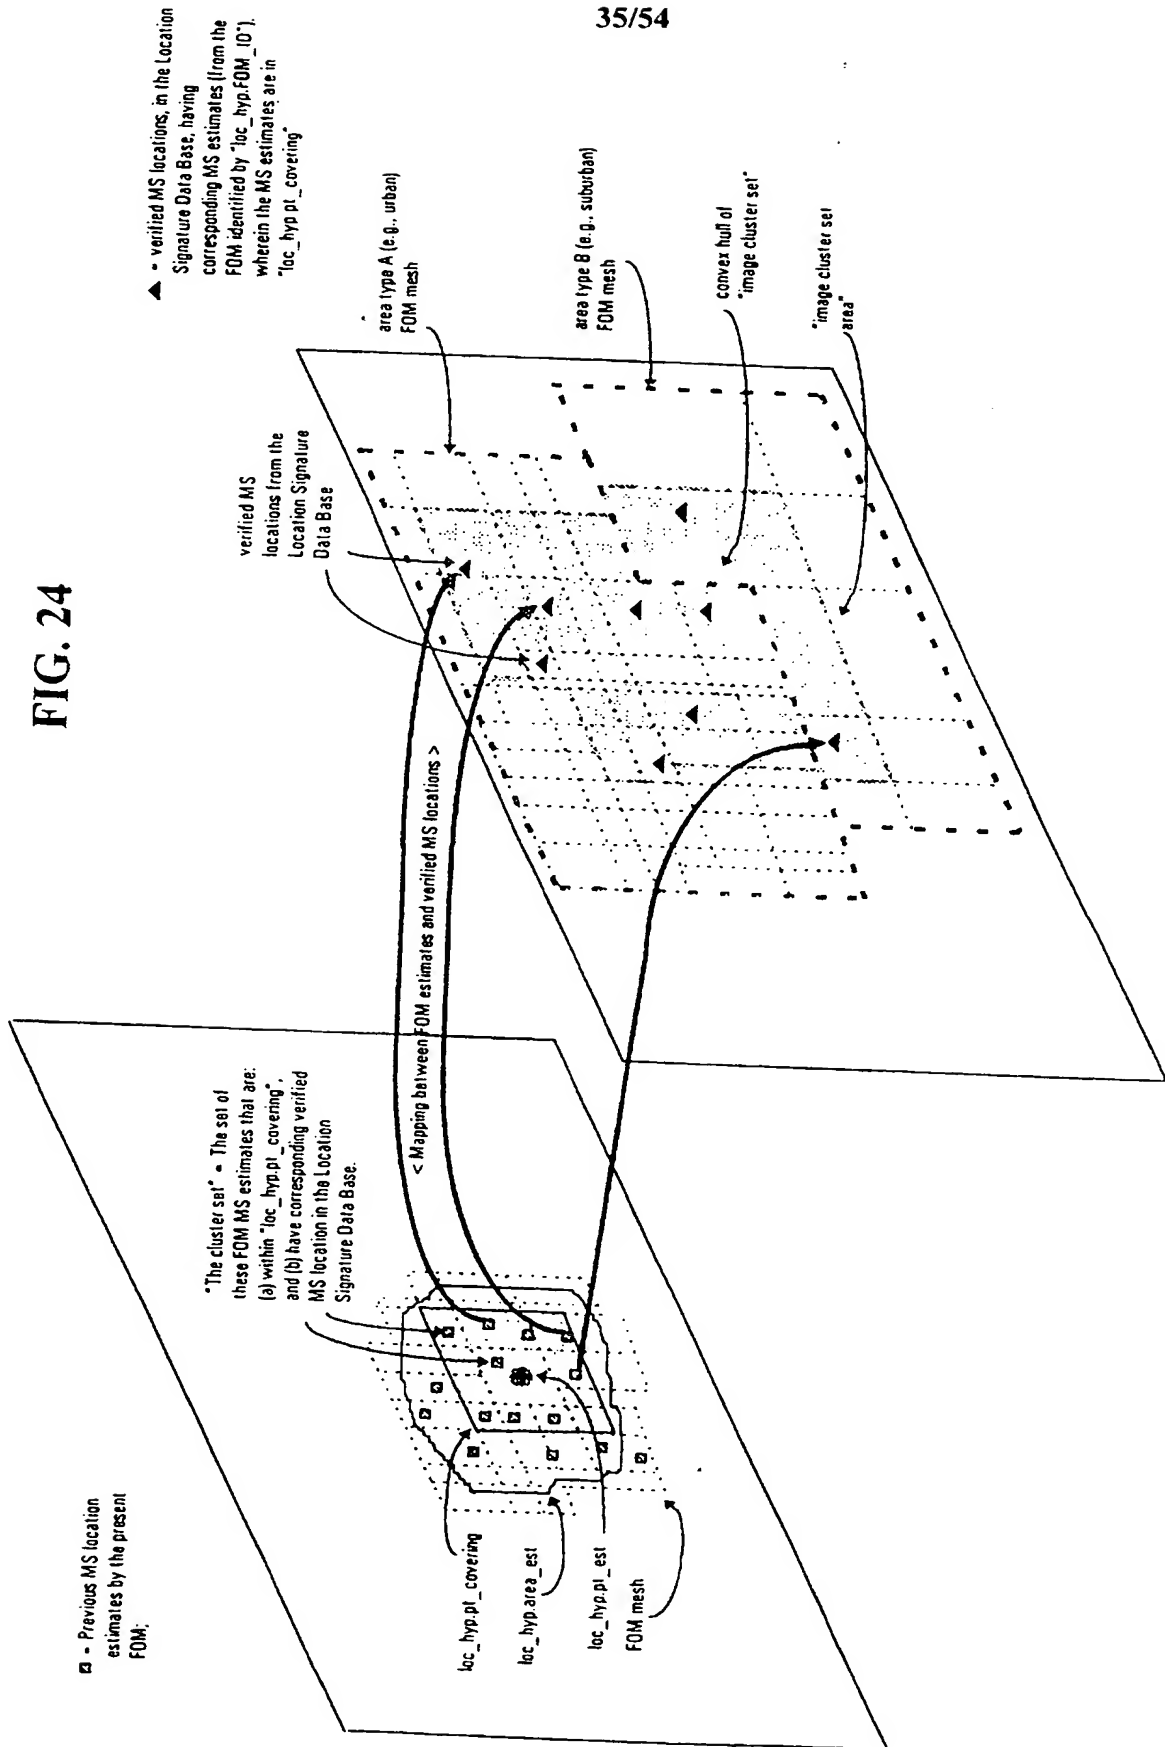 35/54
FIG. 24
- Previous MS location
estimates by the present
FOM;
"The cluster set" = The set of
these FOM MS estimates that are:
(a) within "loc_hyp.pt_covering",
and (b) have corresponding verified
MS location in the Location
Signature Data Base.
loc_hyp.pt_covering
loc_hyp.area_est
loc_hyp.pt_est
FOM mesh
< Mapping between FOM estimates and verified MS locations >
verified MS
locations from the
Location Signature
Data Base
▲ = verified MS locations, in the Location
Signature Data Base, having
corresponding MS estimates (from the
FOM identified by "loc_hyp.FOM_ID"),
wherein the MS estimates are in
"loc_hyp pt_covering"
area type A (e.g., urban)
FOM mesh
area type B (e.g., suburban)
FOM mesh
convex hull of
"image cluster set"
"image cluster set
area"